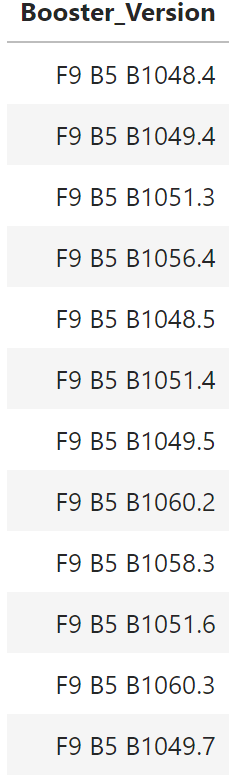 Booster_Version
F9 B5 B1048.4
F9 B5 B1049.4
F9 B5 B1051.3
F9 B5 B1056.4
F9 B5 B1048.5
F9 B5 B1051.4
F9 B5 B1049.5
F9 B5 B1060.2
F9 B5 B1058.3
F9 B5 B1051.6
F9 B5 B1060.3
F9 B5 B1049.7